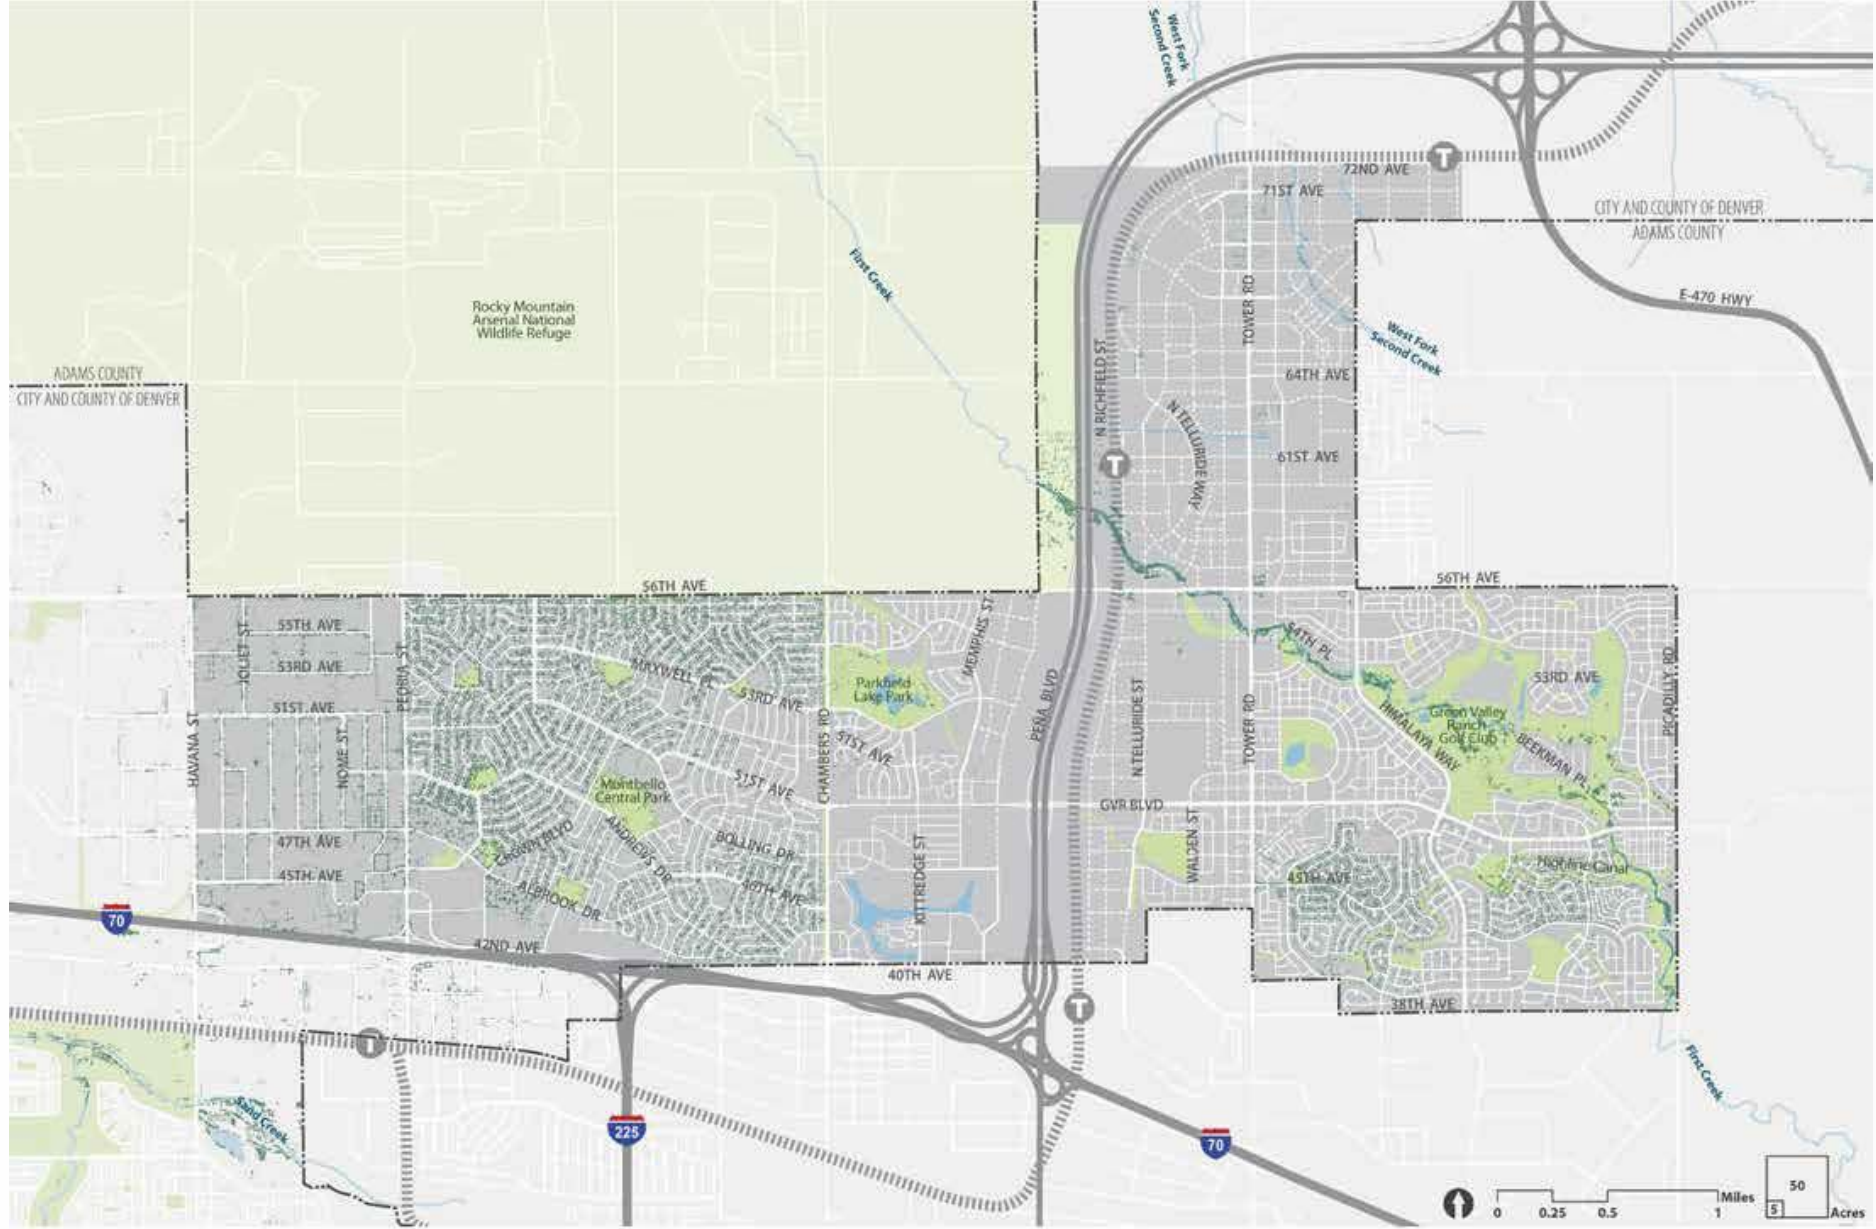 West Fork
Second Creek
T
72ND AVE
71ST AVE
CITY AND COUNTY OF DENVER
ADAMS COUNTY
First Creek
E-470 HWY
Rocky Mountain
Arsenal National
Wildlife Refuge
TOWER RD
West Fork
Second Creek
N RICHFIELD ST
64TH AVE
ADAMS COUNTY
CITY AND COUNTY OF DENVER
N TELLURIDE WAY
61ST AVE
T
56TH AVE
56TH AVE
55TH AVE
JOLIET ST
53RD AVE
PEORIA ST
MAXWELL PL
53RD AVE
MEMPHIS ST
Parkfield
Lake Park
54TH PL
53RD AVE
PICADILLY RD
51ST AVE
HAVANA ST
NOME ST
CHAMBERS RD
51ST AVE
PEÑA BLVD
N TELLURIDE ST
TOWER RD
HIMALAYA WAY
Green Valley
Ranch
Golf Club
BEEKMAN PL
51ST AVE
Montbello
Central Park
GVR BLVD
47TH AVE
CROWN BLVD
ANDREWS DR
BOLLING DR
KITTREDGE ST
WALDEN ST
45TH AVE
ALBROOK DR
46TH AVE
45TH AVE
Highline Canal
70
42ND AVE
40TH AVE
38TH AVE
T
T
Sand Creek
225
70
First Creek
0 0.25 0.5 1 Miles
50
5 Acres